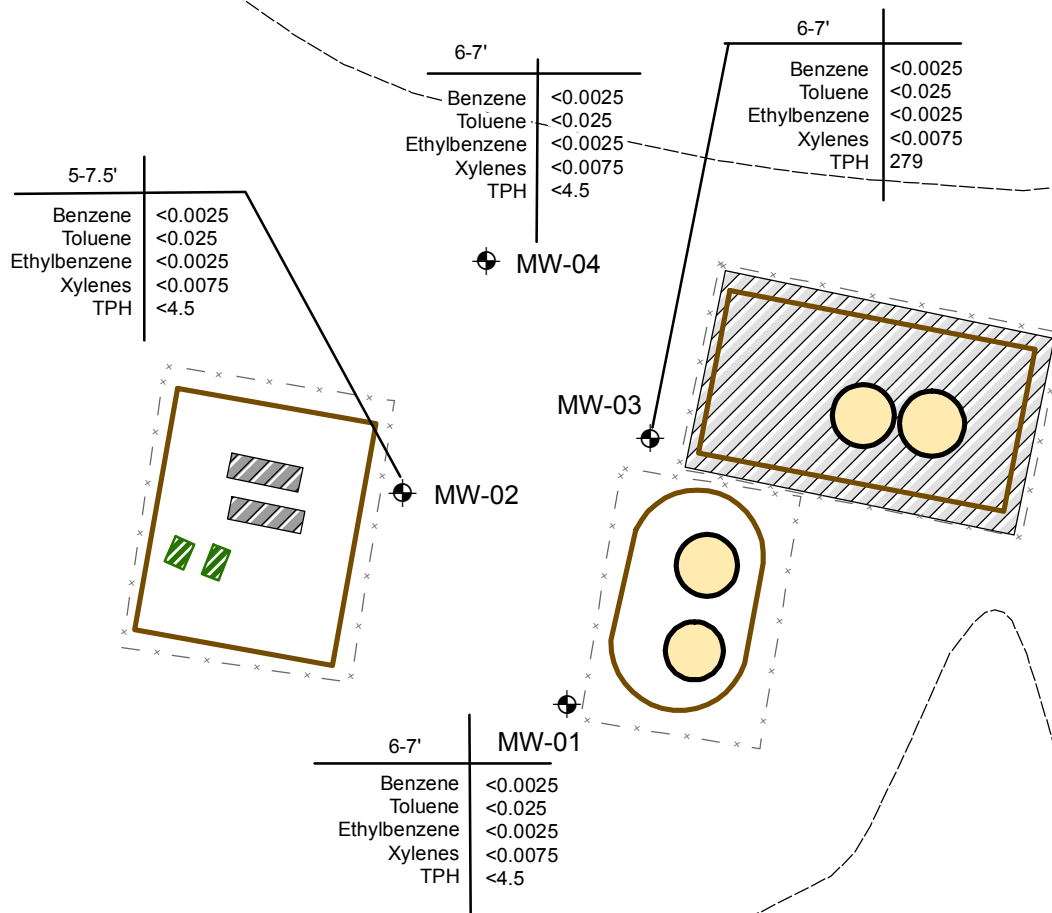 6-7'
Benzene <0.0025
Toluene <0.025
Ethylbenzene <0.0025
Xylenes <0.0075
TPH <4.5
6-7'
Benzene <0.0025
Toluene <0.025
Ethylbenzene <0.0025
Xylenes <0.0075
TPH 279
5-7.5'
Benzene <0.0025
Toluene <0.025
Ethylbenzene <0.0025
Xylenes <0.0075
TPH <4.5
MW-04
MW-03
MW-02
MW-01
6-7'
Benzene <0.0025
Toluene <0.025
Ethylbenzene <0.0025
Xylenes <0.0075
TPH <4.5